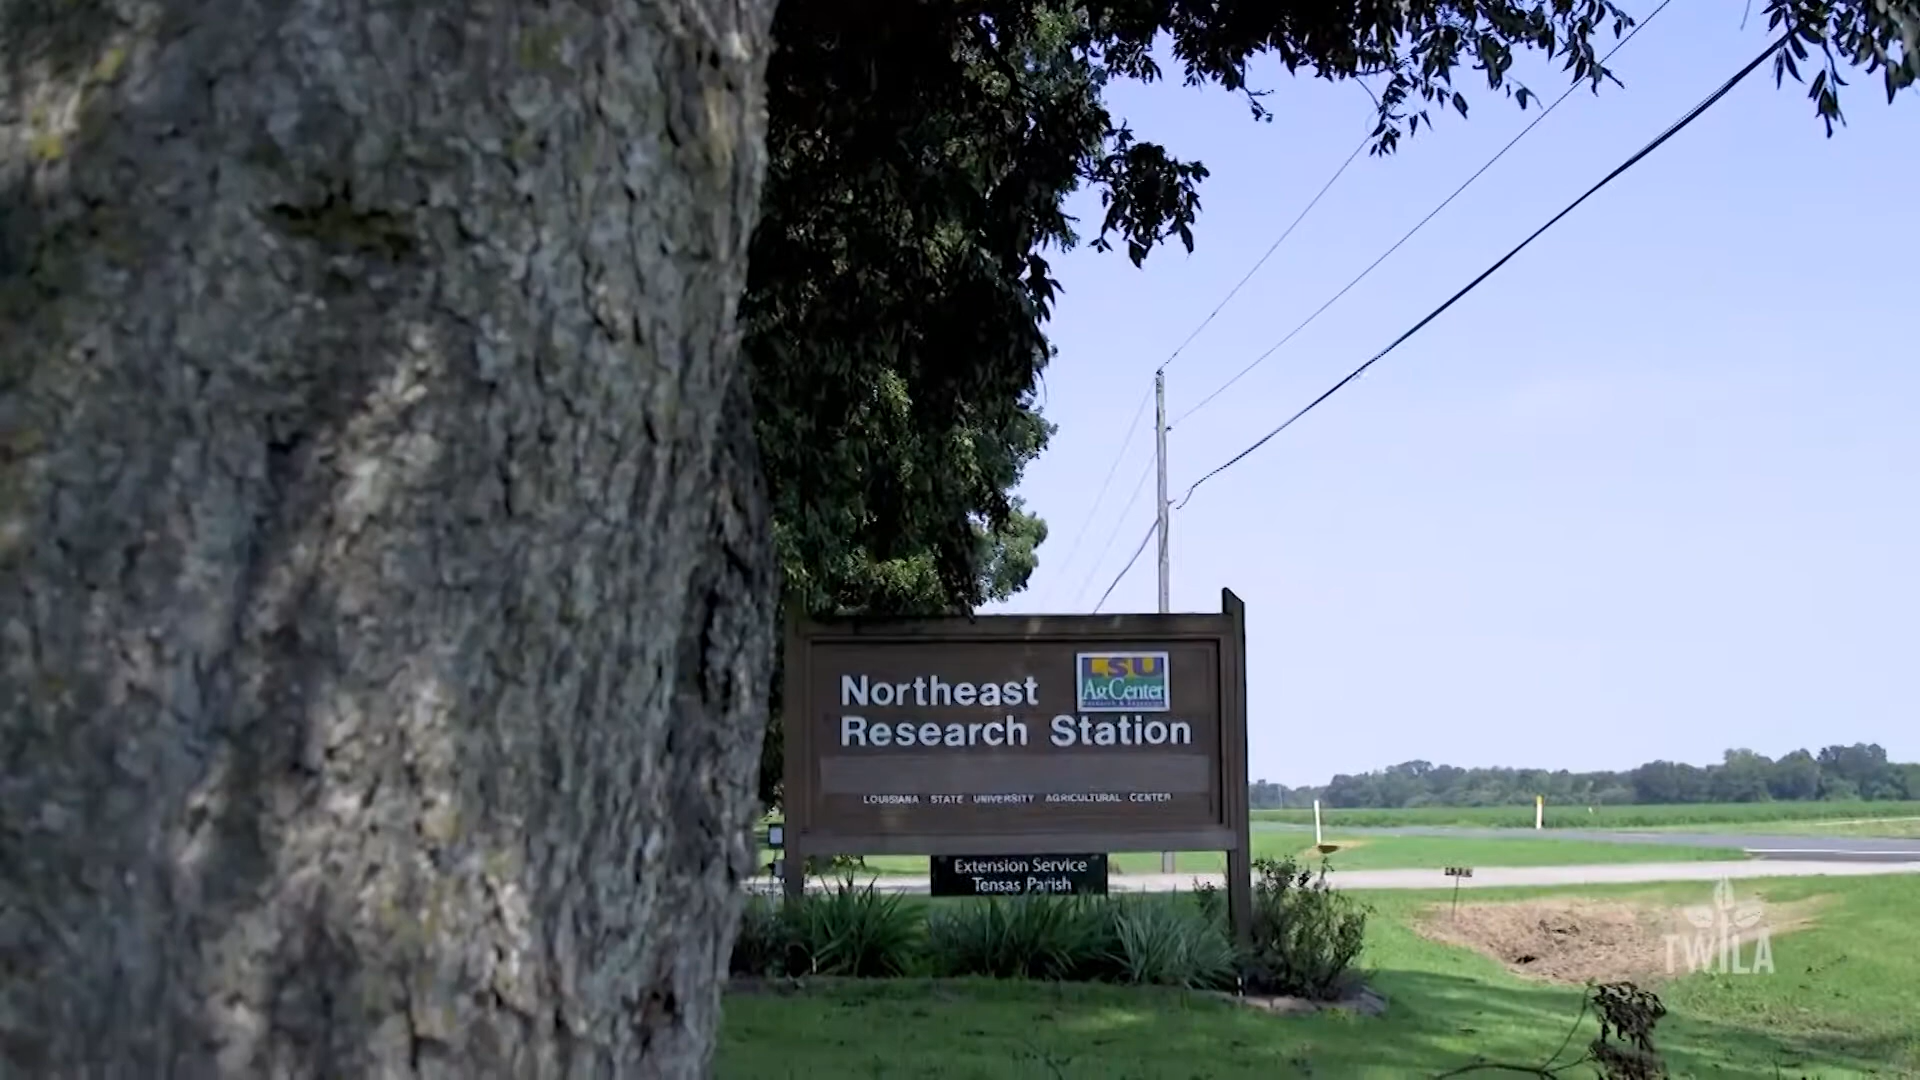 LSU
Northeast
AgCenter
Research Station
LOUISIANA STATE UNIVERSITY AGRICULTURAL CENTER
Extension Service
Tensas Parish
TWILA